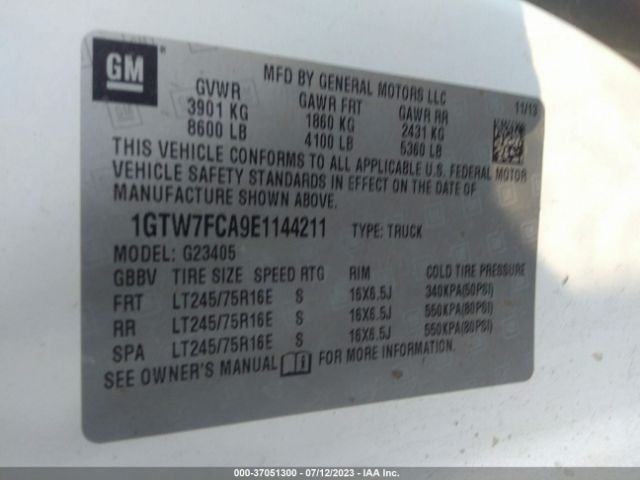 GM ®
MFD BY GENERAL MOTORS LLC
11/13
GVWR GAWR FRT GAWR RR
3901 KG 1860 KG 2431 KG
8600 LB 4100 LB 5360 LB
THIS VEHICLE CONFORMS TO ALL APPLICABLE U.S. FEDERAL MOTOR
VEHICLE SAFETY STANDARDS IN EFFECT ON THE DATE OF
MANUFACTURE SHOWN ABOVE.
1GTW7FCA9E1144211 TYPE: TRUCK
MODEL: G23405
GBBV TIRE SIZE SPEED RTG RIM COLD TIRE PRESSURE
FRT LT245/75R16E S 16X6.5J 340KPA(50PSI)
RR LT245/75R16E S 16X6.5J 550KPA(80PSI)
SPA LT245/75R16E S 16X6.5J 550KPA(80PSI)
SEE OWNER'S MANUAL FOR MORE INFORMATION.
000-37051300 - 07/12/2023 - IAA Inc.